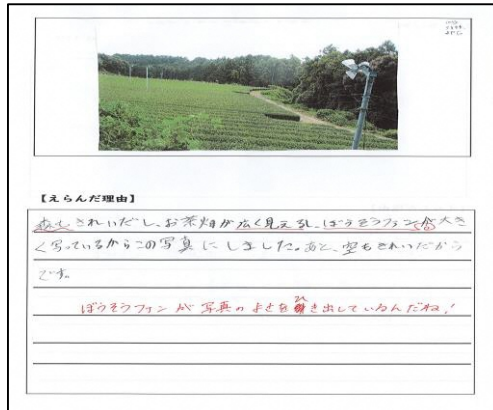 【えらんだ理由】
森もきれいだし、お茶畑が広く見えるし、ぼうそうファンが大き
く写っているからこの写真にしました。あと、空もきれいだから
です。
ぼうそうファンが写真のよさを引き出しているんだね!